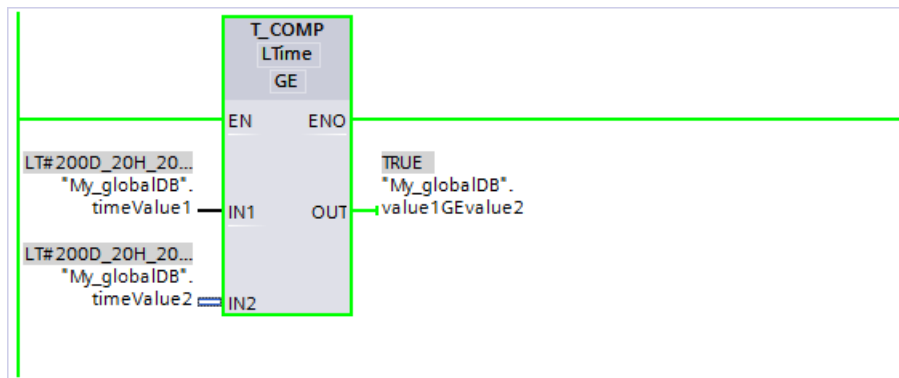 T_COMP
LTime
GE
EN ENO
LT#200D_20H_20...
"My_globalDB".
timeValue1
IN1
OUT
TRUE
"My_globalDB".
value1GEvalue2
LT#200D_20H_20...
"My_globalDB".
timeValue2
IN2